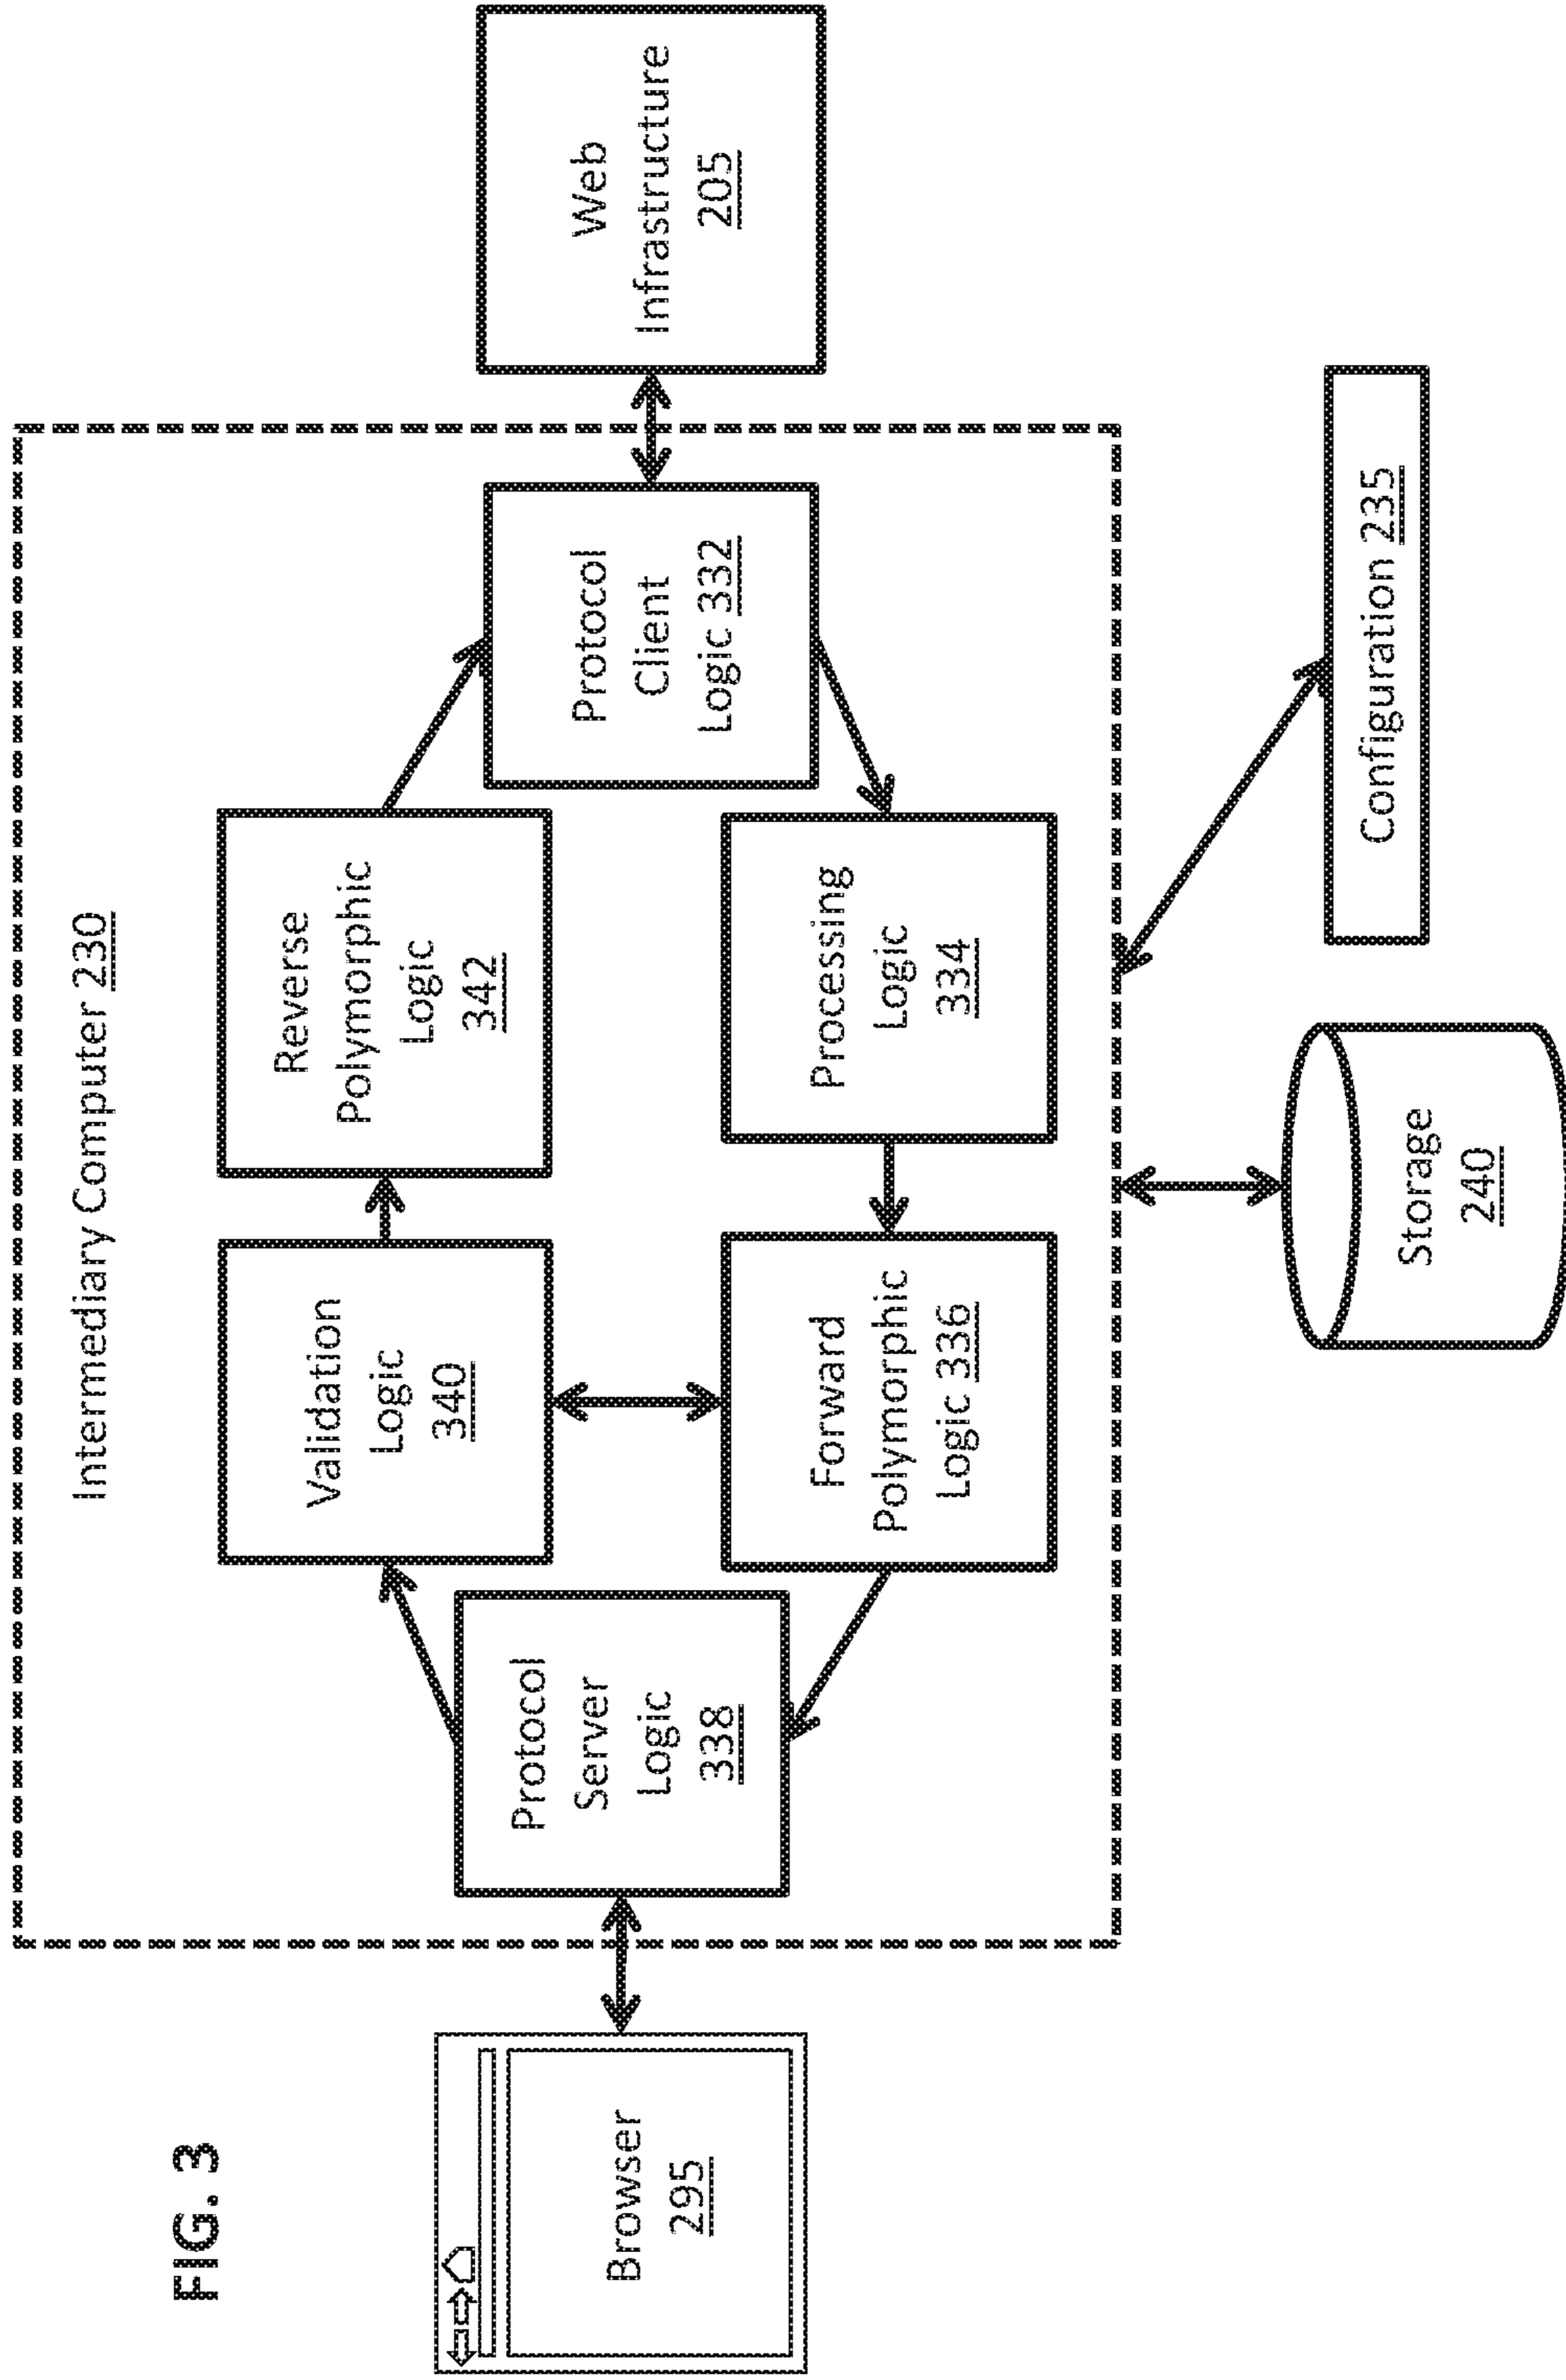 FIG. 3
Intermediary Computer 230
Browser
295
Protocol
Server
Logic
338
Validation
Logic
340
Reverse
Polymorphic
Logic
342
Forward
Polymorphic
Logic 336
Processing
Logic
334
Protocol
Client
Logic 332
Web
Infrastructure
205
Storage
240
Configuration 235